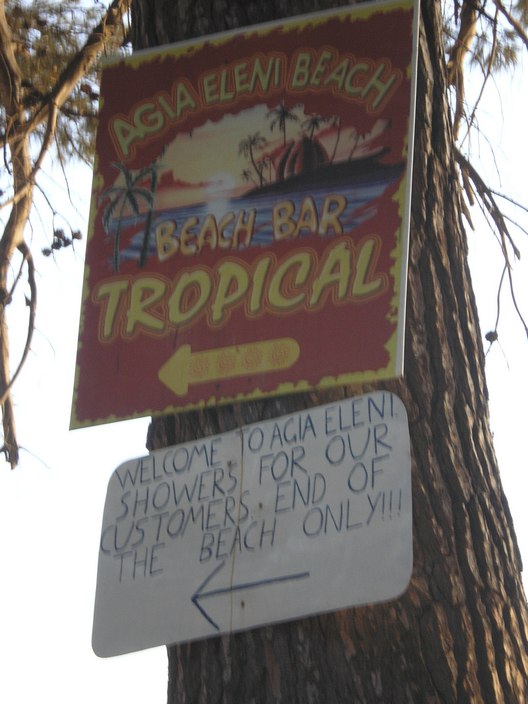 AGIA ELENI BEACH
BEACH BAR
TROPICAL
WELCOME TO AGIA ELENI.
SHOWERS FOR OUR
CUSTOMERS. END OF
THE BEACH ONLY!!!